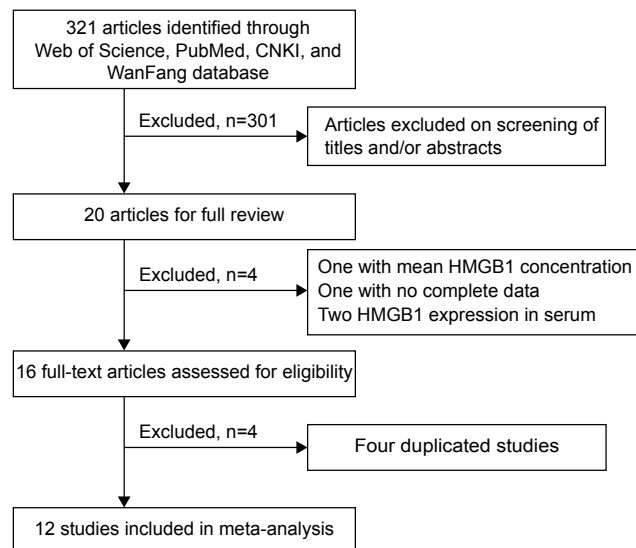 321 articles identified through
Web of Science, PubMed, CNKI, and
WanFang database
Excluded, n=301
Articles excluded on screening of
titles and/or abstracts
20 articles for full review
Excluded, n=4
One with mean HMGB1 concentration
One with no complete data
Two HMGB1 expression in serum
16 full-text articles assessed for eligibility
Excluded, n=4
Four duplicated studies
12 studies included in meta-analysis